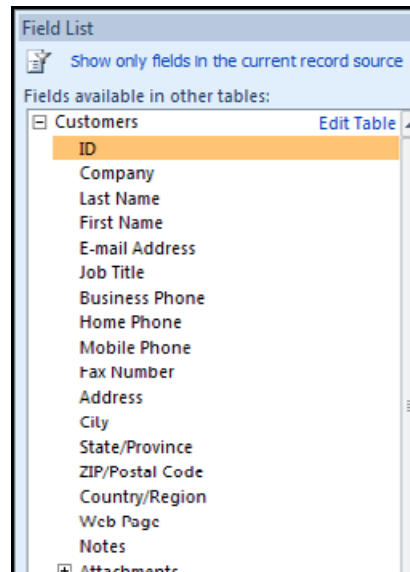 Field List
Show only fields in the current record source
Fields available in other tables:
Customers Edit Table
ID
Company
Last Name
First Name
E-mail Address
Job Title
Business Phone
Home Phone
Mobile Phone
Fax Number
Address
City
State/Province
ZIP/Postal Code
Country/Region
Web Page
Notes
Attachments